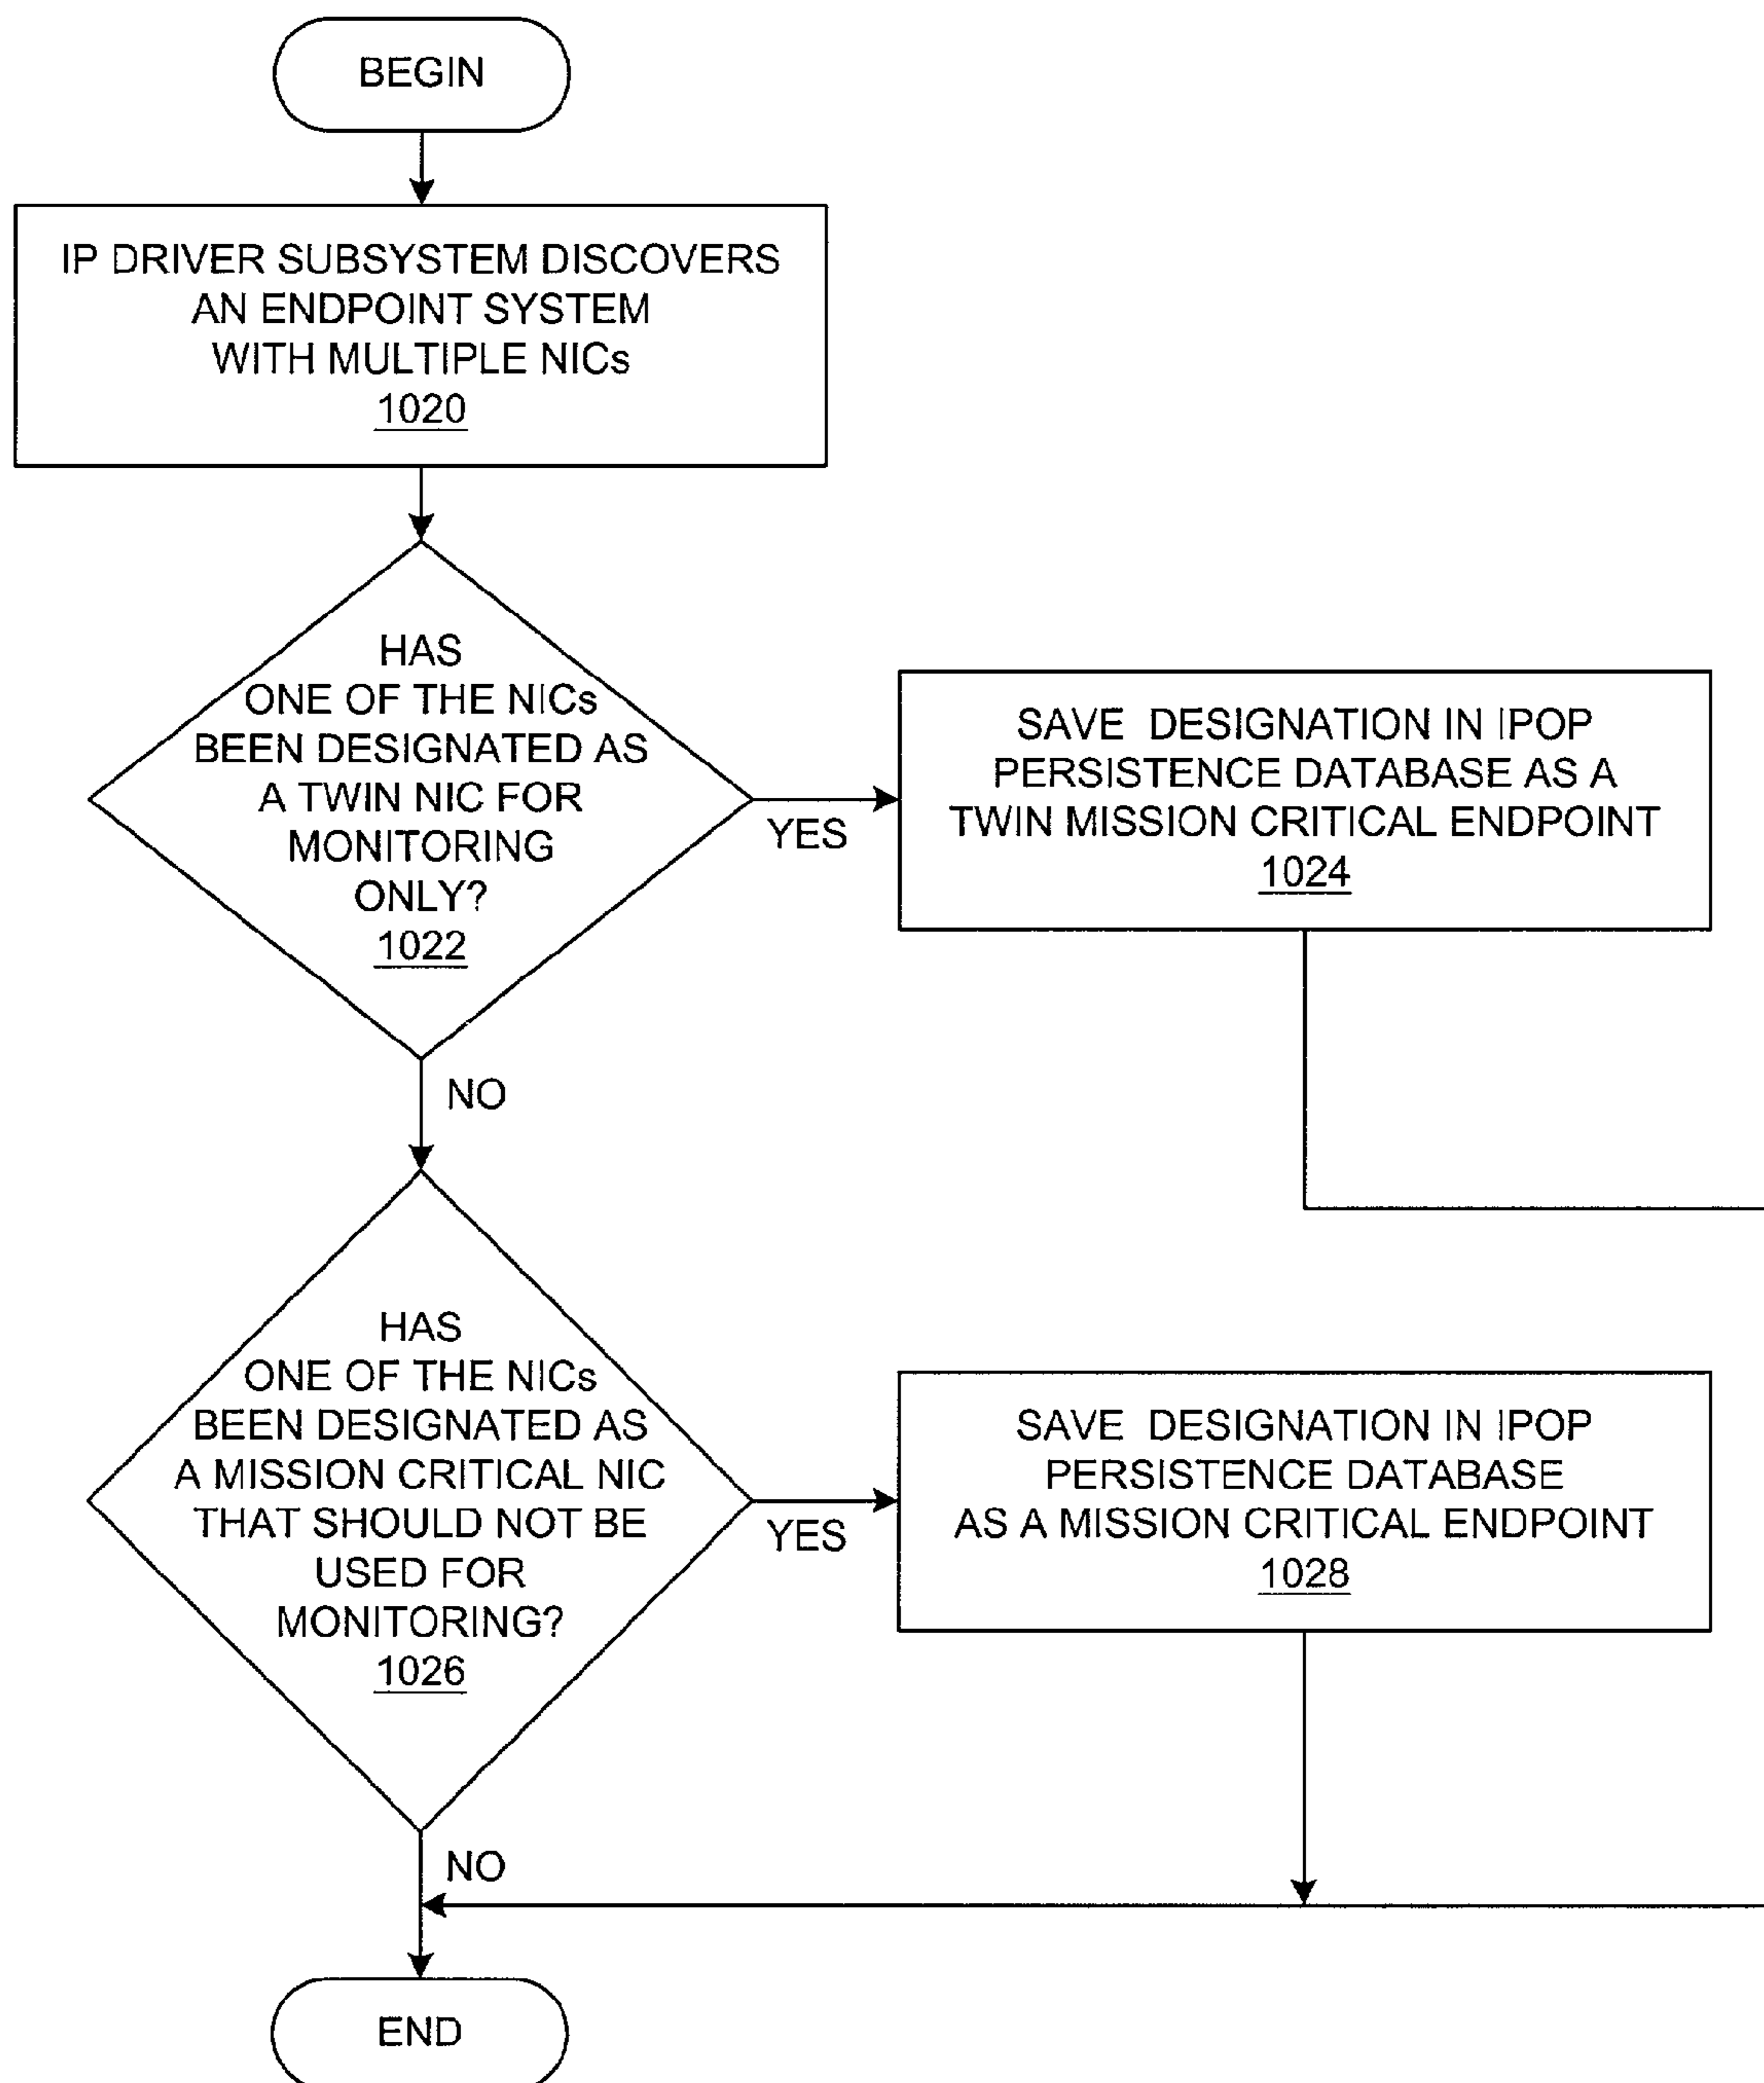 BEGIN
IP DRIVER SUBSYSTEM DISCOVERS
AN ENDPOINT SYSTEM
WITH MULTIPLE NICs
1020
HAS
ONE OF THE NICs
BEEN DESIGNATED AS
A TWIN NIC FOR
MONITORING
ONLY?
1022
YES
SAVE DESIGNATION IN IPOP
PERSISTENCE DATABASE AS A
TWIN MISSION CRITICAL ENDPOINT
1024
NO
HAS
ONE OF THE NICs
BEEN DESIGNATED AS
A MISSION CRITICAL NIC
THAT SHOULD NOT BE
USED FOR
MONITORING?
1026
YES
SAVE DESIGNATION IN IPOP
PERSISTENCE DATABASE
AS A MISSION CRITICAL ENDPOINT
1028
NO
END